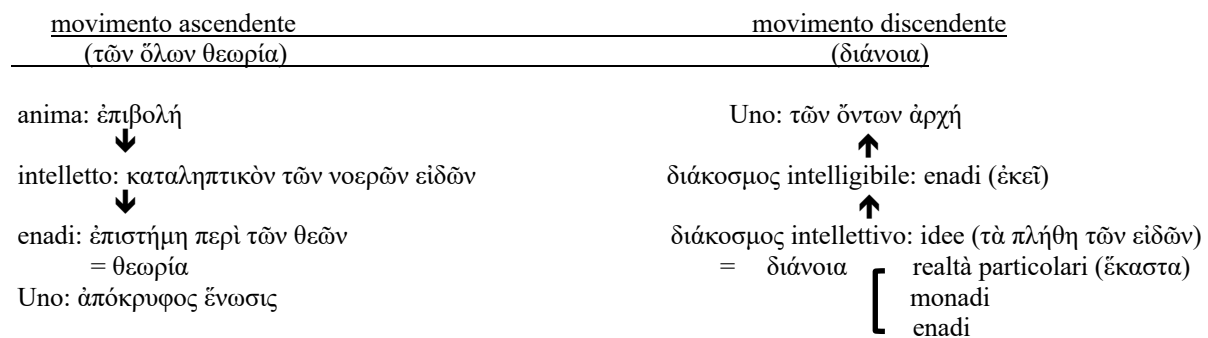 movimento ascendente movimento discendente
(τῶν ὅλων θεωρία) (διάνοια)
anima: ἐπιβολή Uno: τῶν ὄντων ἀρχή
intelletto: καταληπτικὸν τῶν νοερῶν εἰδῶν διάκοσμος intelligibile: enadi (ἐκεῖ)
enadi: ἐπιστήμη περὶ τῶν θεῶν διάκοσμος intellettivo: idee (τὰ πλήθη τῶν εἰδῶν)
= θεωρία = διάνοια realtà particolari (ἕκαστα)
Uno: ἀπόκρυφος ἕνωσις monadi
enadi